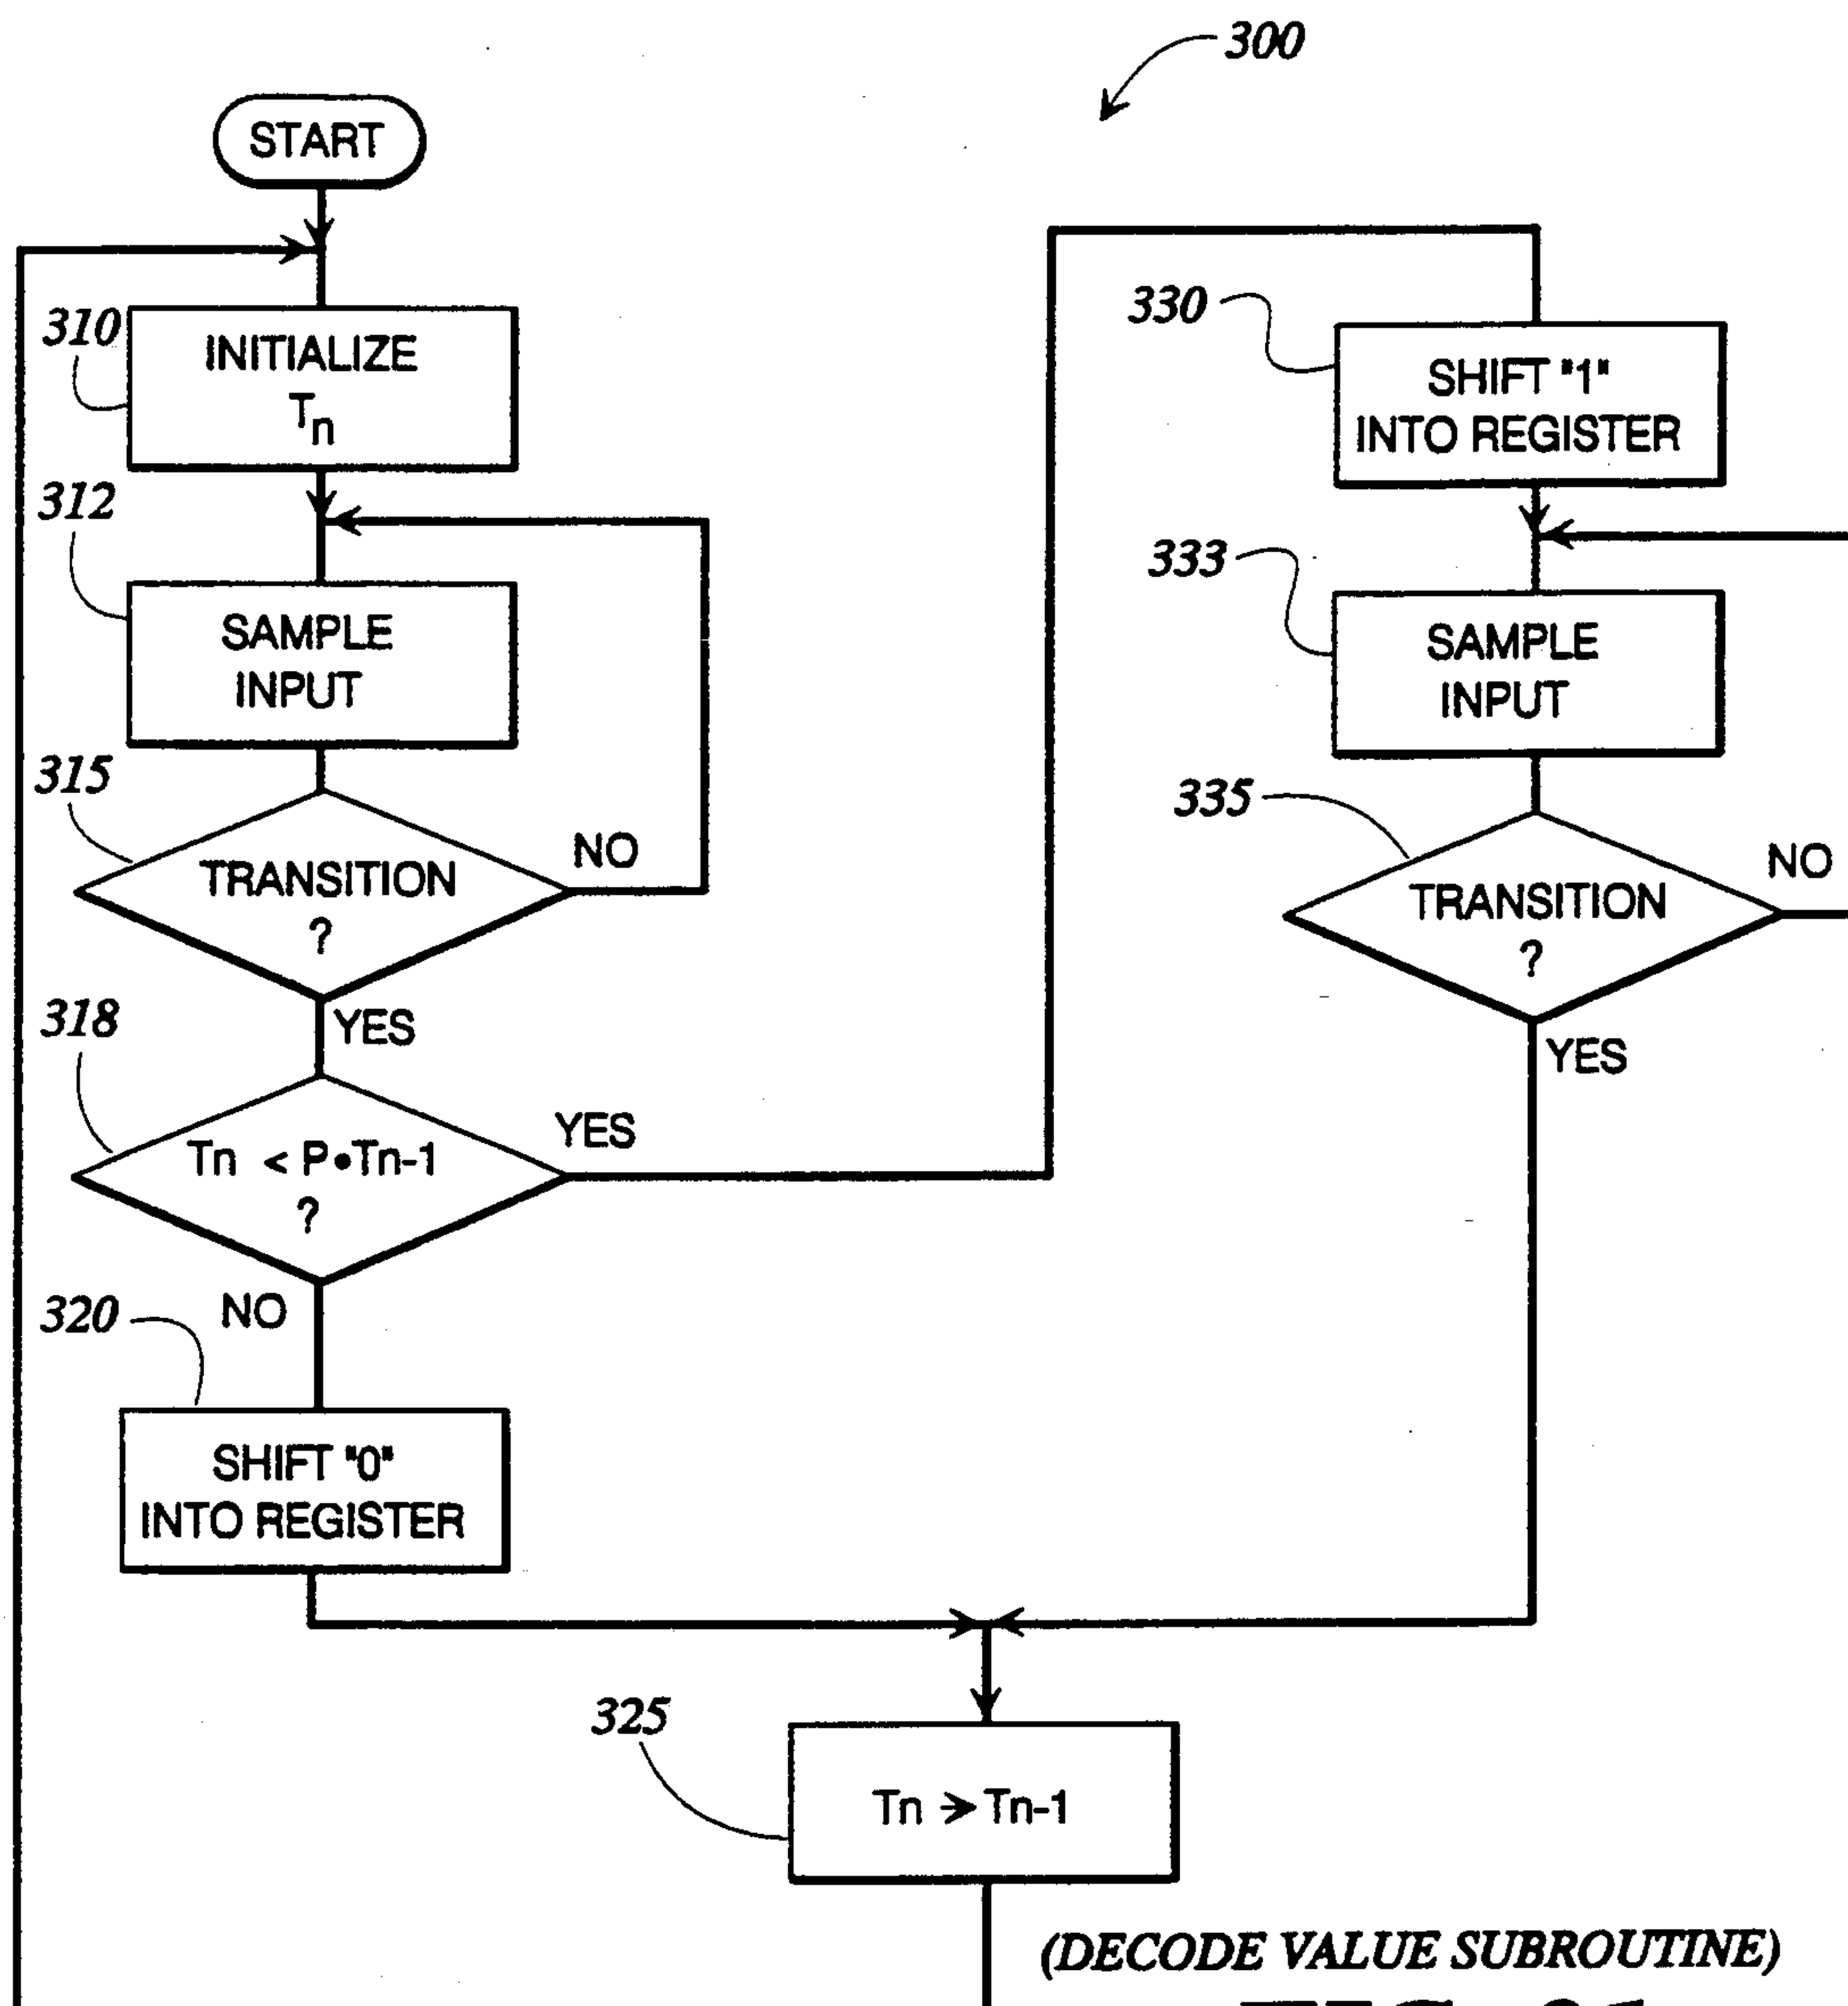 300
START
310
INITIALIZE
Tn
312
SAMPLE
INPUT
315
TRANSITION
?
NO
YES
318
Tn < P•Tn-1
?
YES
NO
320
SHIFT "0"
INTO REGISTER
330
SHIFT "1"
INTO REGISTER
333
SAMPLE
INPUT
335
TRANSITION
?
NO
YES
325
Tn → Tn-1
(DECODE VALUE SUBROUTINE)